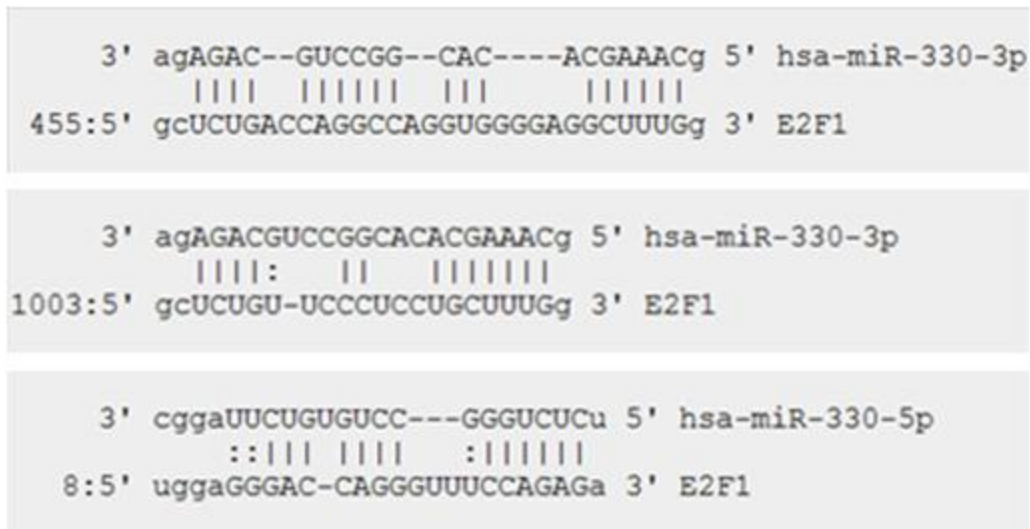 3' agAGAC--GUCCGG--CAC----ACGAAACg 5' hsa-miR-330-3p
|||| |||||| ||| ||||||
455:5' gcUCUGACCAGGCCAGGUGGGGAGGCUUUGg 3' E2F1
3' agAGACGUCCGGCACACGAAACg 5' hsa-miR-330-3p
||||: || |||||||
1003:5' gcUCUGU-UCCCUCCUGCUUUGg 3' E2F1
3' cggaUUCUGUGUCC---GGGUCUCu 5' hsa-miR-330-5p
::||| |||| :||||||
8:5' uggaGGGAC-CAGGGUUUCCAGAGa 3' E2F1